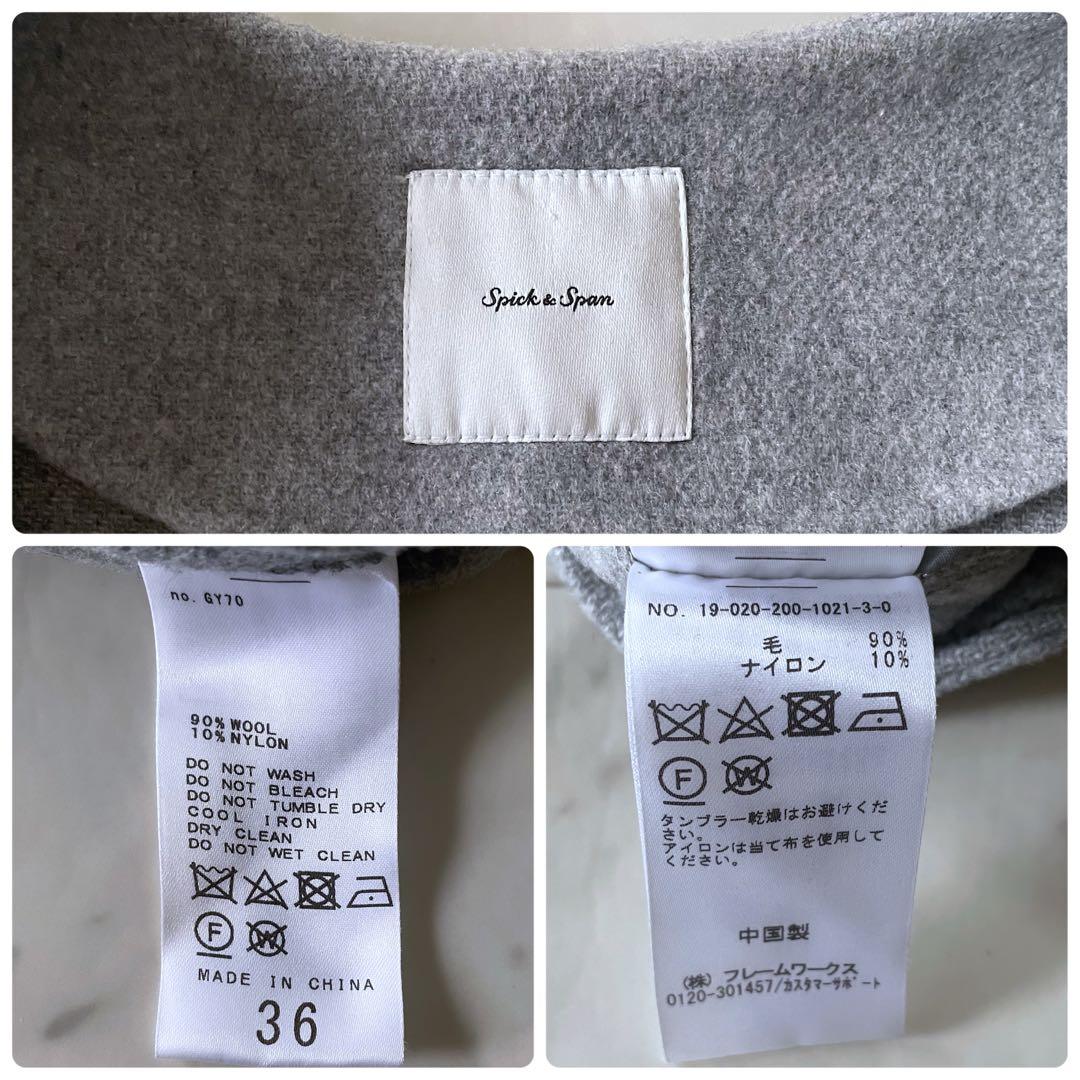 Spick & Span
no. GY70
90% WOOL
10% NYLON
DO NOT WASH
DO NOT BLEACH
DO NOT TUMBLE DRY
COOL IRON
DRY CLEAN
DO NOT WET CLEAN
F W
MADE IN CHINA
36
NO. 19-020-200-1021-3-0
毛 90%
ナイロン 10%
F W
タンブラー乾燥はお避けくだ
さい。
アイロンは当て布を使用して
ください。
中国製
(株) フレームワークス
0120-301457/カスタマーサポート